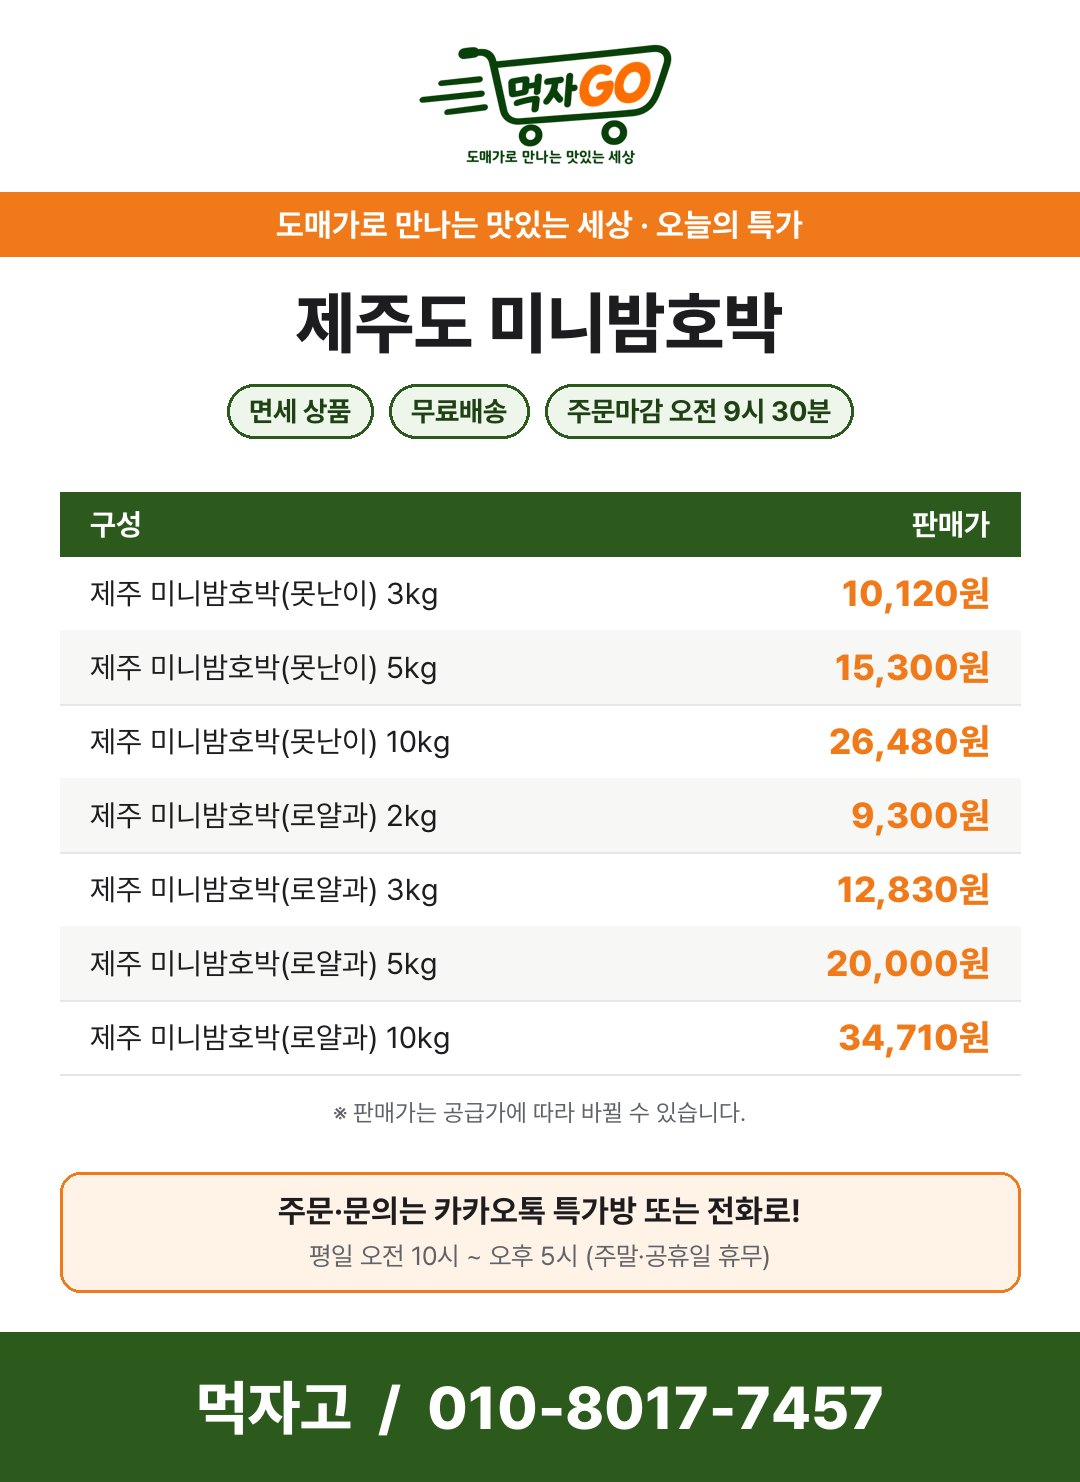 먹자GO
도매가로 만나는 맛있는 세상
도매가로 만나는 맛있는 세상 · 오늘의 특가
제주도 미니밤호박
면세 상품 무료배송 주문마감 오전 9시 30분
구성 판매가
제주 미니밤호박(못난이) 3kg 10,120원
제주 미니밤호박(못난이) 5kg 15,300원
제주 미니밤호박(못난이) 10kg 26,480원
제주 미니밤호박(로얄과) 2kg 9,300원
제주 미니밤호박(로얄과) 3kg 12,830원
제주 미니밤호박(로얄과) 5kg 20,000원
제주 미니밤호박(로얄과) 10kg 34,710원
※ 판매가는 공급가에 따라 바뀔 수 있습니다.
주문·문의는 카카오톡 특가방 또는 전화로!
평일 오전 10시 ~ 오후 5시 (주말·공휴일 휴무)
먹자고 / 010-8017-7457